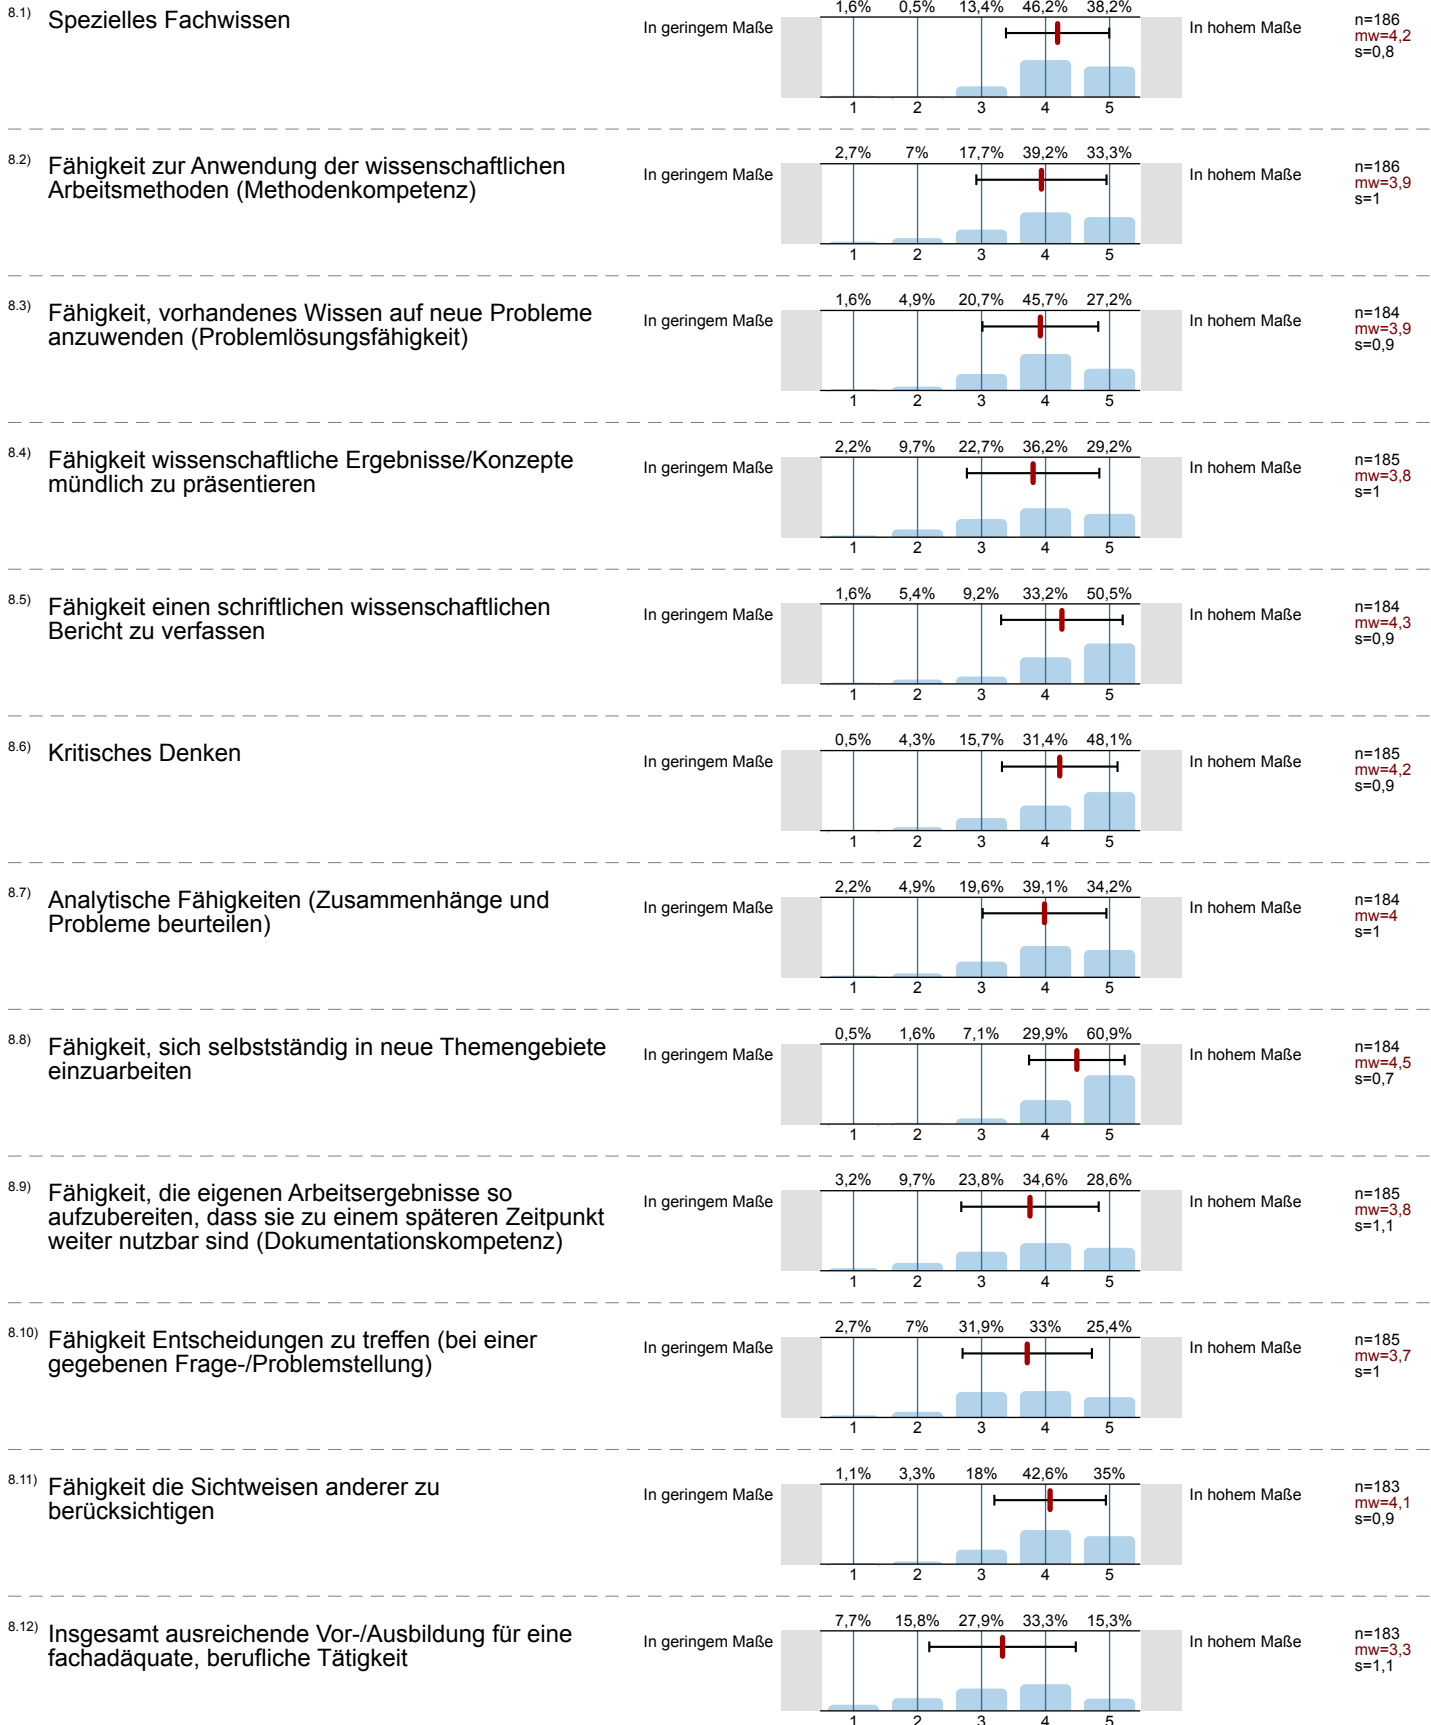 8.1) Spezielles Fachwissen
In geringem Maße
1,6% 0,5% 13,4% 46,2% 38,2%
1 2 3 4 5
In hohem Maße
n=186
mw=4,2
s=0,8
8.2) Fähigkeit zur Anwendung der wissenschaftlichen
Arbeitsmethoden (Methodenkompetenz)
In geringem Maße
2,7% 7% 17,7% 39,2% 33,3%
1 2 3 4 5
In hohem Maße
n=186
mw=3,9
s=1
8.3) Fähigkeit, vorhandenes Wissen auf neue Probleme
anzuwenden (Problemlösungsfähigkeit)
In geringem Maße
1,6% 4,9% 20,7% 45,7% 27,2%
1 2 3 4 5
In hohem Maße
n=184
mw=3,9
s=0,9
8.4) Fähigkeit wissenschaftliche Ergebnisse/Konzepte
mündlich zu präsentieren
In geringem Maße
2,2% 9,7% 22,7% 36,2% 29,2%
1 2 3 4 5
In hohem Maße
n=185
mw=3,8
s=1
8.5) Fähigkeit einen schriftlichen wissenschaftlichen
Bericht zu verfassen
In geringem Maße
1,6% 5,4% 9,2% 33,2% 50,5%
1 2 3 4 5
In hohem Maße
n=184
mw=4,3
s=0,9
8.6) Kritisches Denken
In geringem Maße
0,5% 4,3% 15,7% 31,4% 48,1%
1 2 3 4 5
In hohem Maße
n=185
mw=4,2
s=0,9
8.7) Analytische Fähigkeiten (Zusammenhänge und
Probleme beurteilen)
In geringem Maße
2,2% 4,9% 19,6% 39,1% 34,2%
1 2 3 4 5
In hohem Maße
n=184
mw=4
s=1
8.8) Fähigkeit, sich selbstständig in neue Themengebiete
einzuarbeiten
In geringem Maße
0,5% 1,6% 7,1% 29,9% 60,9%
1 2 3 4 5
In hohem Maße
n=184
mw=4,5
s=0,7
8.9) Fähigkeit, die eigenen Arbeitsergebnisse so
aufzubereiten, dass sie zu einem späteren Zeitpunkt
weiter nutzbar sind (Dokumentationskompetenz)
In geringem Maße
3,2% 9,7% 23,8% 34,6% 28,6%
1 2 3 4 5
In hohem Maße
n=185
mw=3,8
s=1,1
8.10) Fähigkeit Entscheidungen zu treffen (bei einer
gegebenen Frage-/Problemstellung)
In geringem Maße
2,7% 7% 31,9% 33% 25,4%
1 2 3 4 5
In hohem Maße
n=185
mw=3,7
s=1
8.11) Fähigkeit die Sichtweisen anderer zu
berücksichtigen
In geringem Maße
1,1% 3,3% 18% 42,6% 35%
1 2 3 4 5
In hohem Maße
n=183
mw=4,1
s=0,9
8.12) Insgesamt ausreichende Vor-/Ausbildung für eine
fachadäquate, berufliche Tätigkeit
In geringem Maße
7,7% 15,8% 27,9% 33,3% 15,3%
1 2 3 4 5
In hohem Maße
n=183
mw=3,3
s=1,1